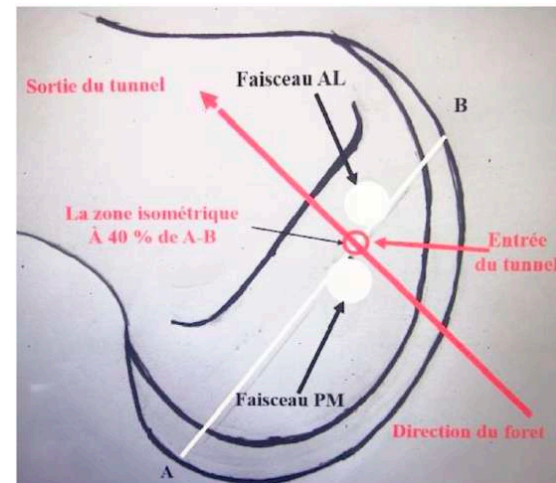 Faisceau AL
Sortie du tunnel
B
La zone isométrique
À 40 % de A-B
Entrée
du tunnel
Faisceau PM
Direction du foret
A